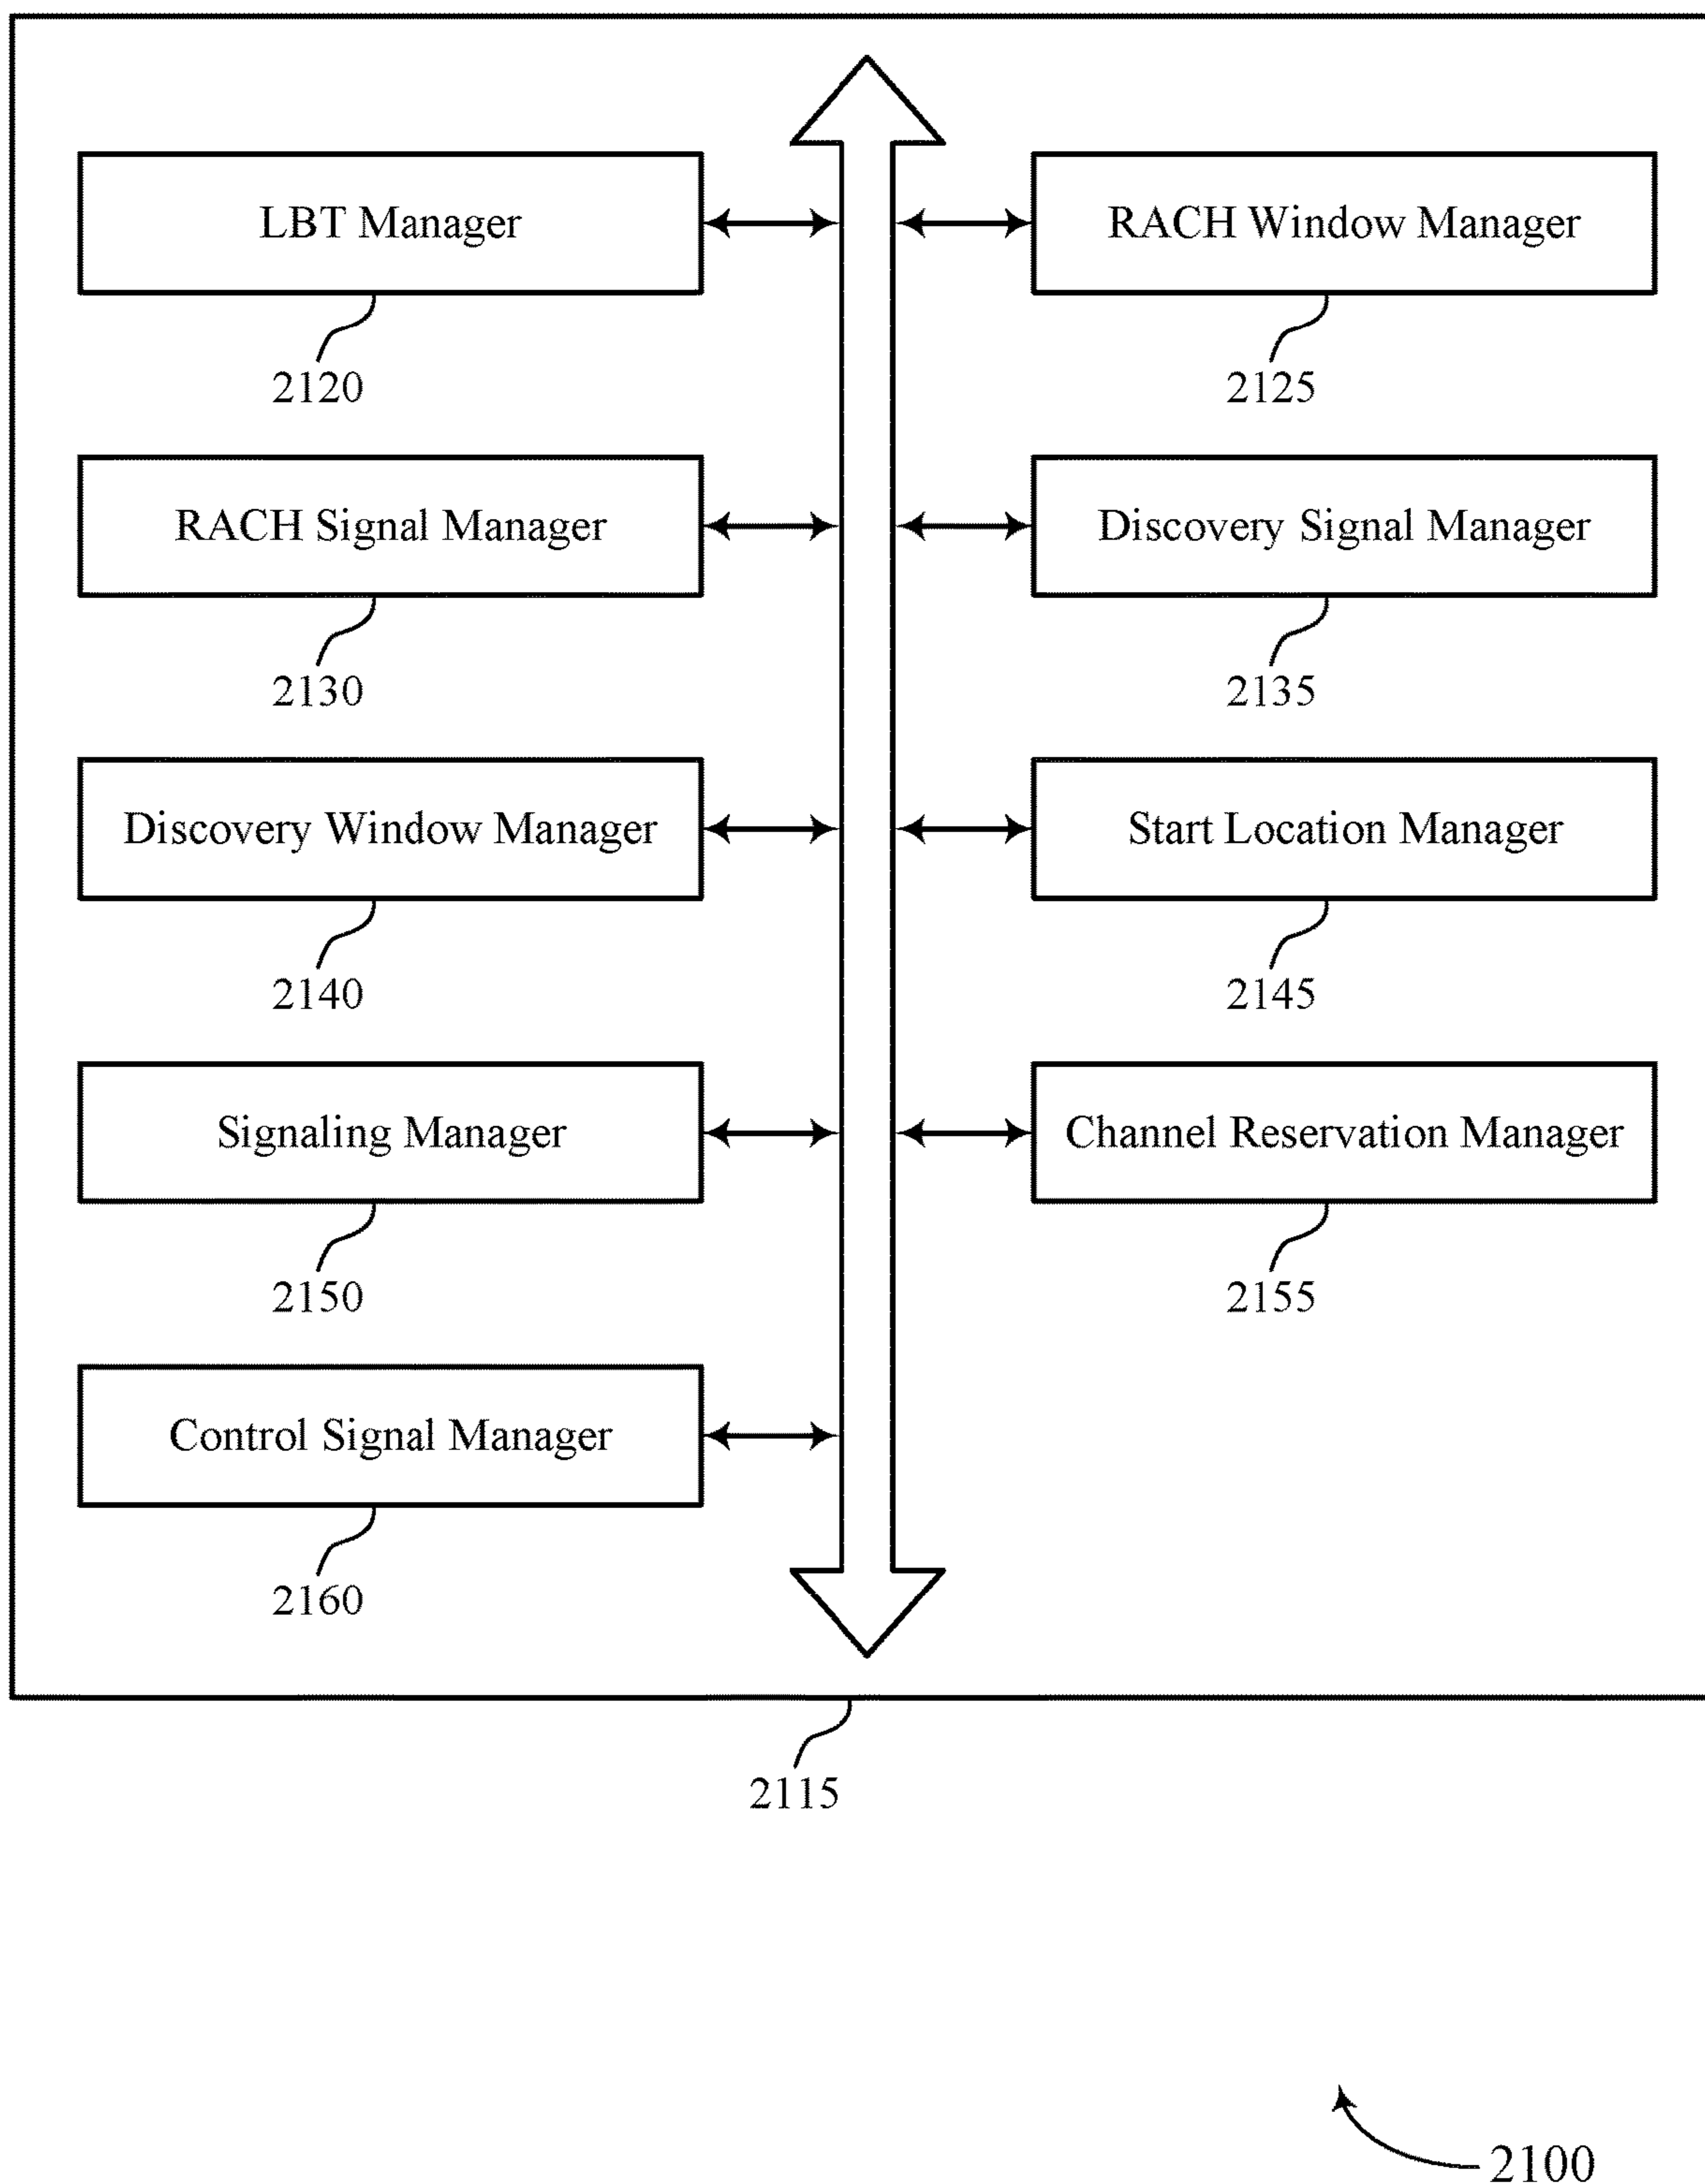 LBT Manager
RACH Window Manager
2120
2125
RACH Signal Manager
Discovery Signal Manager
2130
2135
Discovery Window Manager
Start Location Manager
2140
2145
Signaling Manager
Channel Reservation Manager
2150
2155
Control Signal Manager
2160
2115
2100